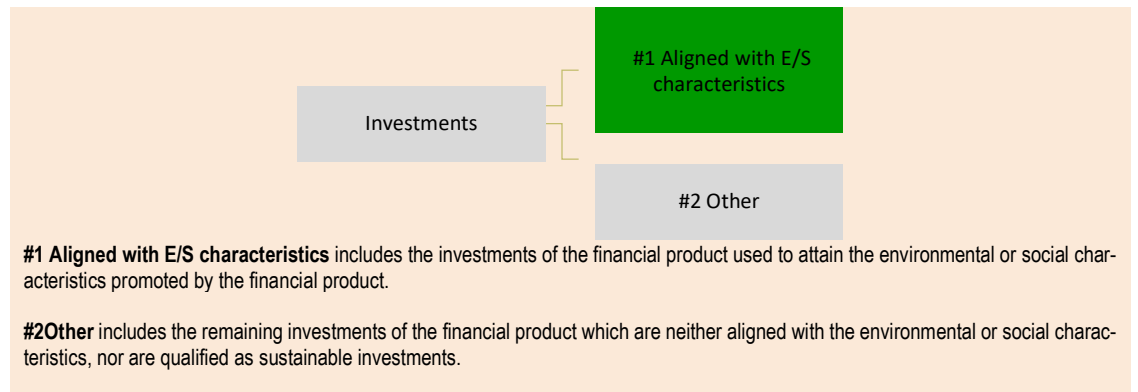 #1 Aligned with E/S
characteristics
Investments
#2 Other
#1 Aligned with E/S characteristics includes the investments of the financial product used to attain the environmental or social char-
acteristics promoted by the financial product.
#2Other includes the remaining investments of the financial product which are neither aligned with the environmental or social charac-
teristics, nor are qualified as sustainable investments.